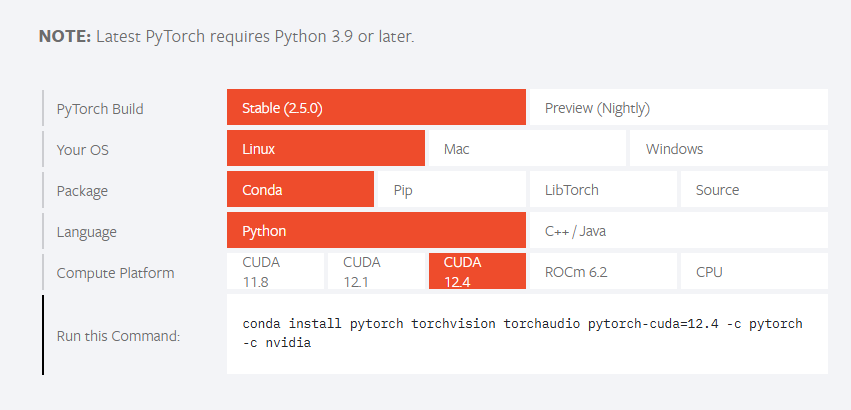 NOTE: Latest PyTorch requires Python 3.9 or later.
PyTorch Build
Stable (2.5.0)
Preview (Nightly)
Your OS
Linux
Mac
Windows
Package
Conda
Pip
LibTorch
Source
Language
Python
C++ / Java
Compute Platform
CUDA
11.8
CUDA
12.1
CUDA
12.4
ROCm 6.2
CPU
Run this Command:
conda install pytorch torchvision torchaudio pytorch-cuda=12.4 -c pytorch
-c nvidia